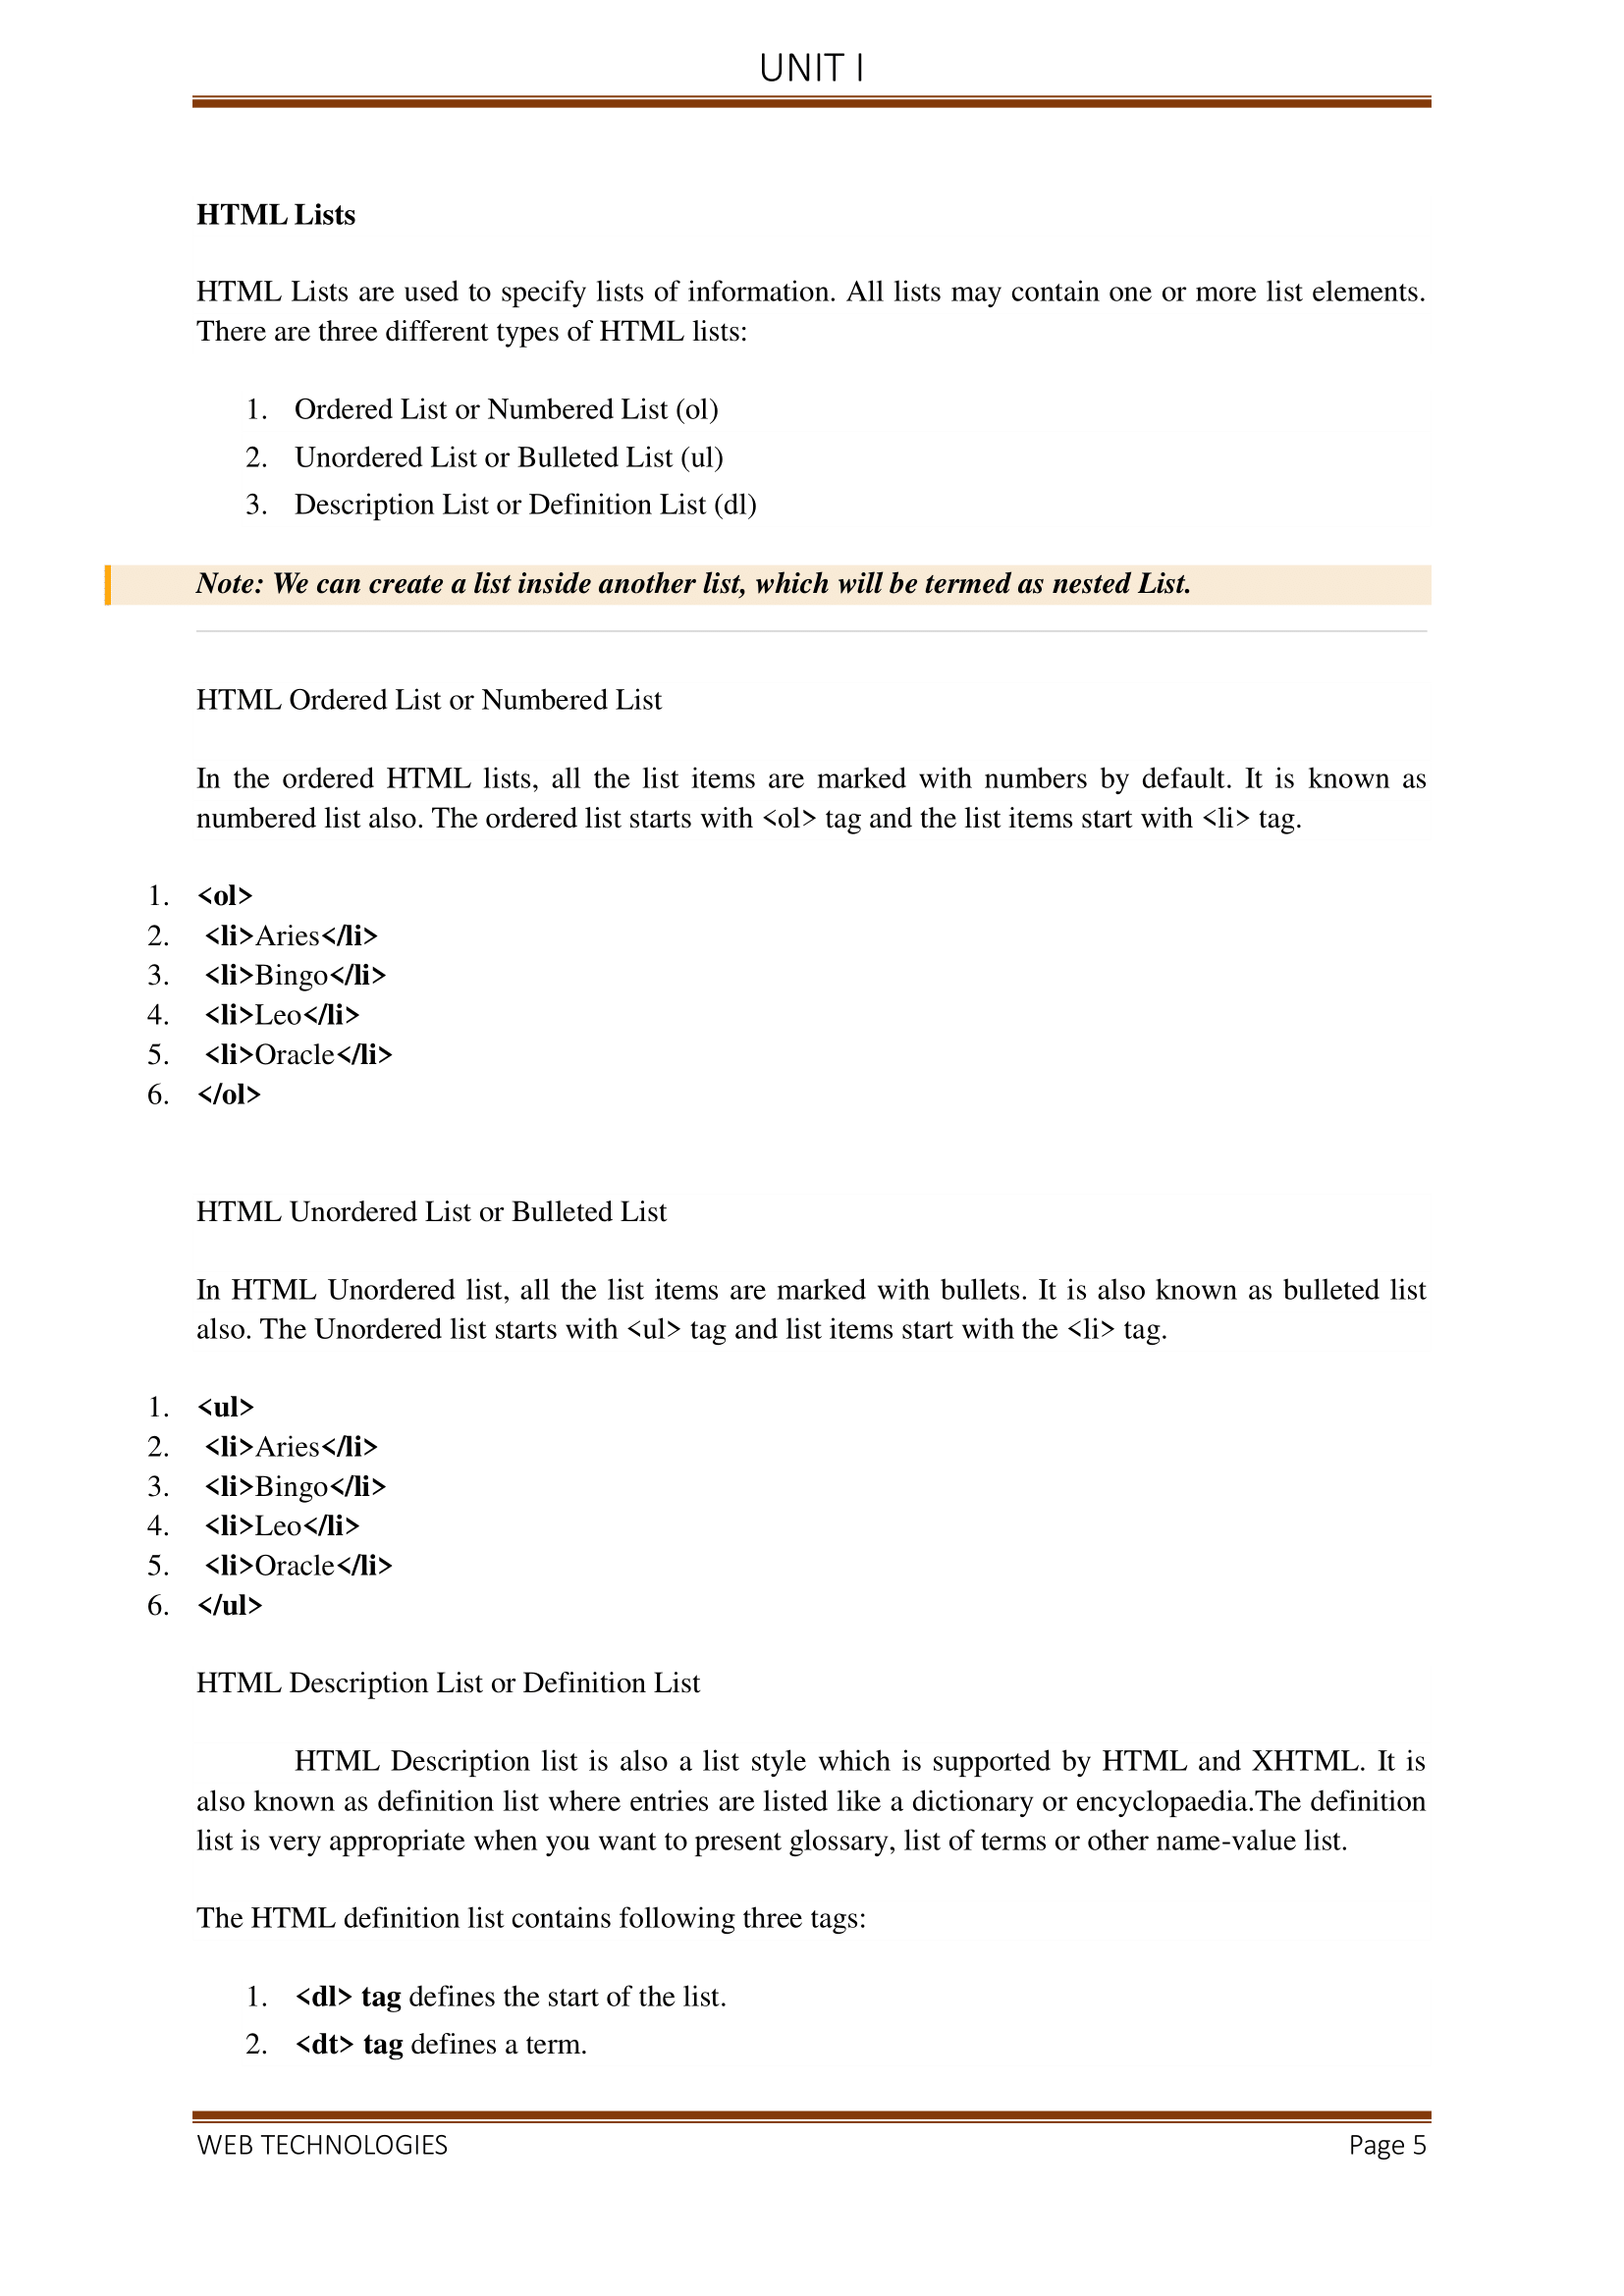 UNIT I
HTML Lists
HTML Lists are used to specify lists of information. All lists may contain one or more list elements.
There are three different types of HTML lists:
1. Ordered List or Numbered List (ol)
2. Unordered List or Bulleted List (ul)
3. Description List or Definition List (dl)
Note: We can create a list inside another list, which will be termed as nested List.
HTML Ordered List or Numbered List
In the ordered HTML lists, all the list items are marked with numbers by default. It is known as
numbered list also. The ordered list starts with <ol> tag and the list items start with <li> tag.
1. <ol>
2. <li>Aries</li>
3. <li>Bingo</li>
4. <li>Leo</li>
5. <li>Oracle</li>
6. </ol>
HTML Unordered List or Bulleted List
In HTML Unordered list, all the list items are marked with bullets. It is also known as bulleted list
also. The Unordered list starts with <ul> tag and list items start with the <li> tag.
1. <ul>
2. <li>Aries</li>
3. <li>Bingo</li>
4. <li>Leo</li>
5. <li>Oracle</li>
6. </ul>
HTML Description List or Definition List
HTML Description list is also a list style which is supported by HTML and XHTML. It is
also known as definition list where entries are listed like a dictionary or encyclopaedia.The definition
list is very appropriate when you want to present glossary, list of terms or other name-value list.
The HTML definition list contains following three tags:
1. <dl> tag defines the start of the list.
2. <dt> tag defines a term.
WEB TECHNOLOGIES Page 5